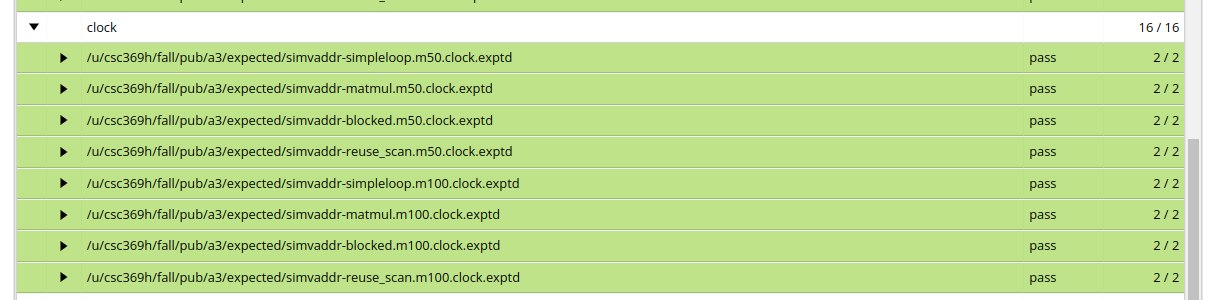 clock 16 / 16
/u/csc369h/fall/pub/a3/expected/simvaddr-simpleloop.m50.clock.exptd pass 2 / 2
/u/csc369h/fall/pub/a3/expected/simvaddr-matmul.m50.clock.exptd pass 2 / 2
/u/csc369h/fall/pub/a3/expected/simvaddr-blocked.m50.clock.exptd pass 2 / 2
/u/csc369h/fall/pub/a3/expected/simvaddr-reuse_scan.m50.clock.exptd pass 2 / 2
/u/csc369h/fall/pub/a3/expected/simvaddr-simpleloop.m100.clock.exptd pass 2 / 2
/u/csc369h/fall/pub/a3/expected/simvaddr-matmul.m100.clock.exptd pass 2 / 2
/u/csc369h/fall/pub/a3/expected/simvaddr-blocked.m100.clock.exptd pass 2 / 2
/u/csc369h/fall/pub/a3/expected/simvaddr-reuse_scan.m100.clock.exptd pass 2 / 2